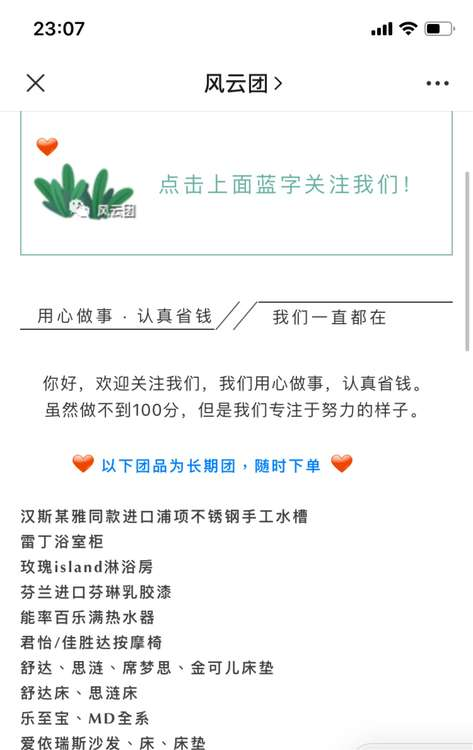 23:07
风云团
点击上面蓝字关注我们!
风云团
用心做事 · 认真省钱
我们一直都在
你好，欢迎关注我们，我们用心做事，认真省钱。
虽然做不到100分，但是我们专注于努力的样子。
以下团品为长期团，随时下单
汉斯某雅同款进口浦项不锈钢手工水槽
雷丁浴室柜
玫瑰island淋浴房
芬兰进口芬琳乳胶漆
能率百乐满热水器
君怡/佳胜达按摩椅
舒达、思涟、席梦思、金可儿床垫
舒达床、思涟床
乐至宝、MD全系
爱依瑞斯沙发、床、床垫